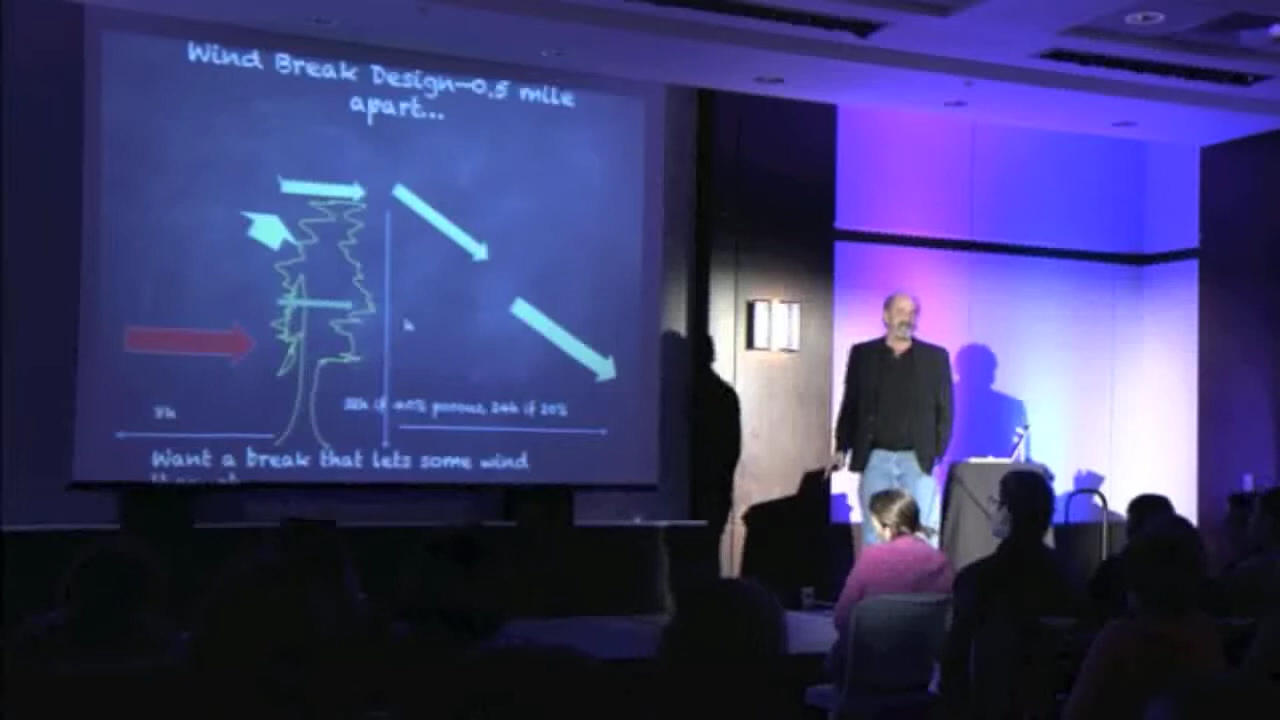 Wind Break Design—0.5 mile
apart...
h
if 40% porous, 24h if 20%
Want a break that lets some wind